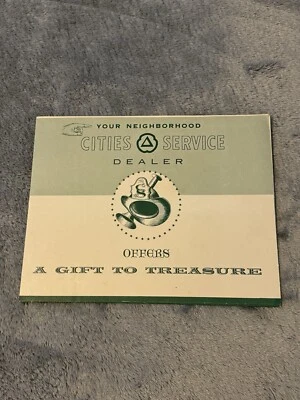 YOUR NEIGHBORHOOD
CITIES SERVICE
DEALER
OFFERS
A GIFT TO TREASURE